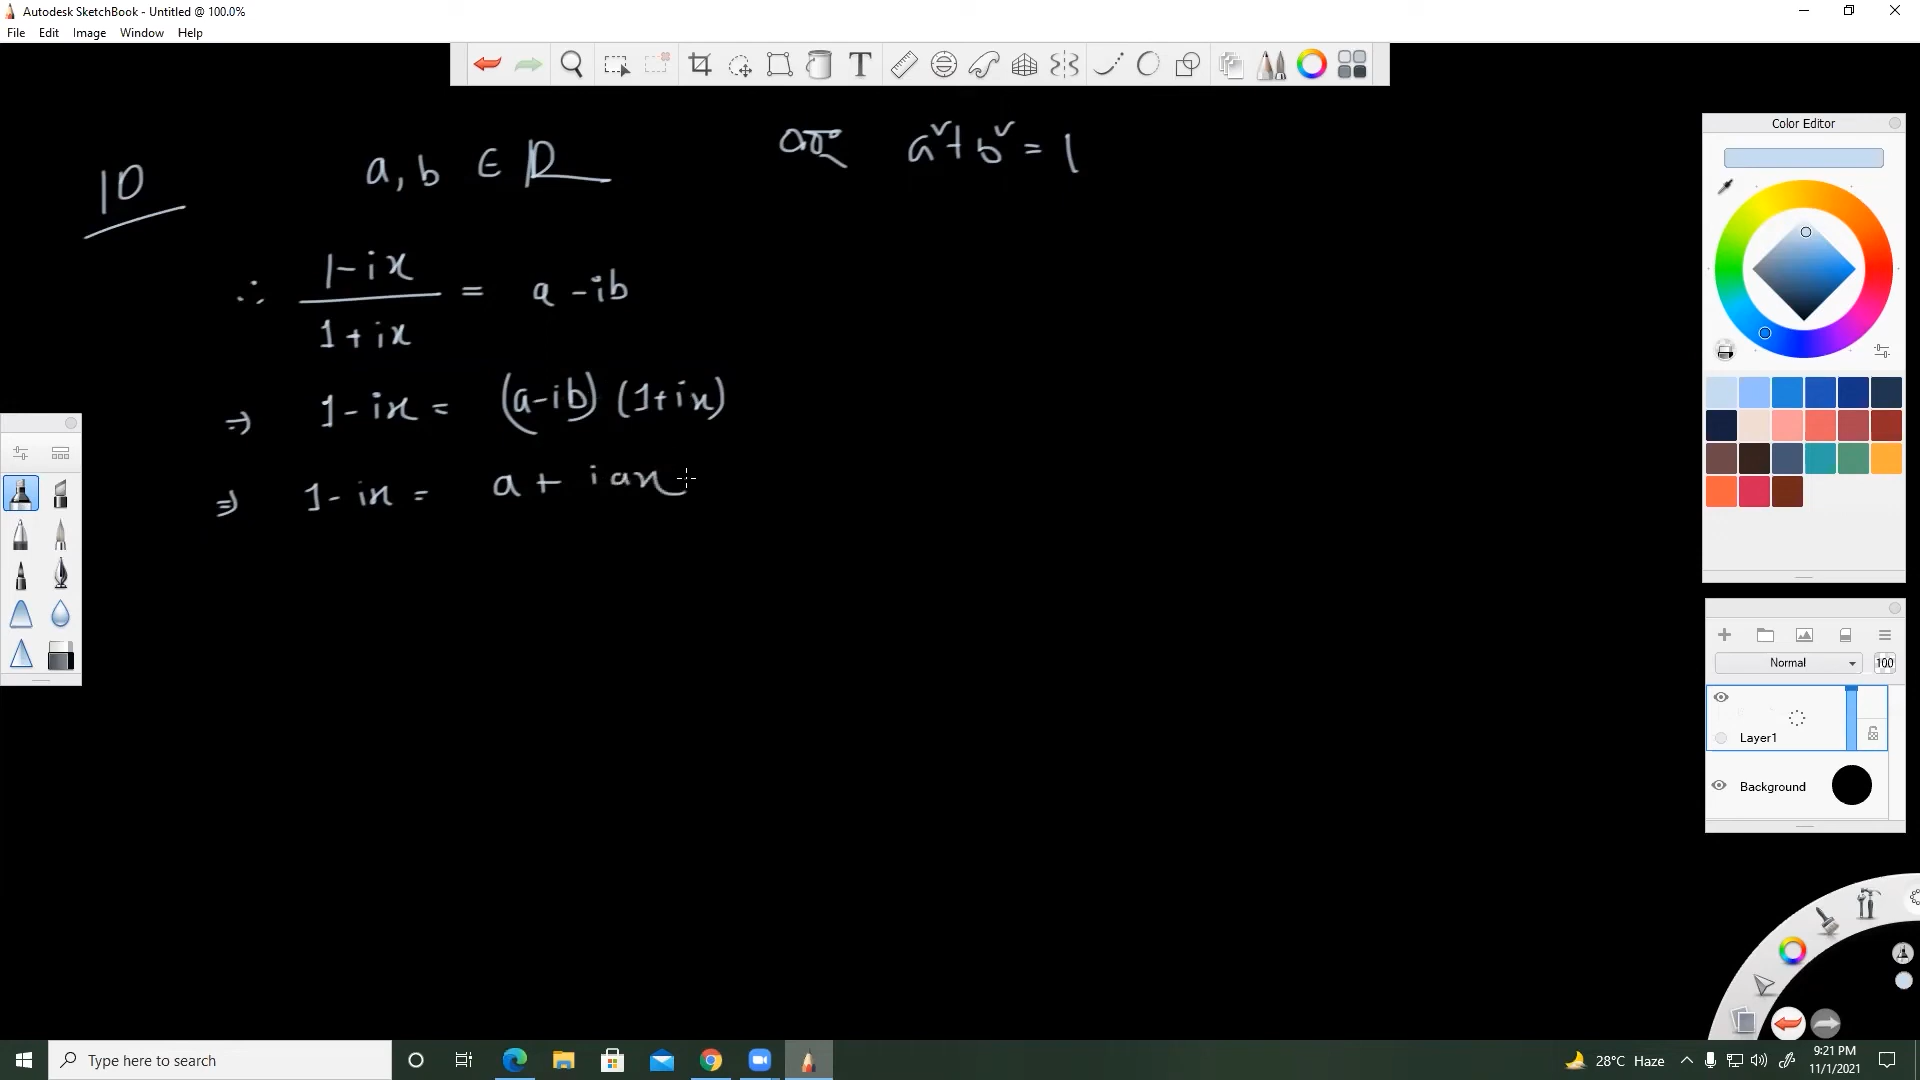 Autodesk SketchBook - Untitled @ 100.0%
File Edit Image Window Help
10
a, b ∈ R
এবং a² + b² = 1
∴ 1-ix / 1+ix = a - ib
⇒ 1 - ix = (a-ib) (1+ix)
⇒ 1 - ix = a + iax
Color Editor
Normal
100
Layer1
Background
Type here to search
28°C Haze
9:21 PM
11/1/2021